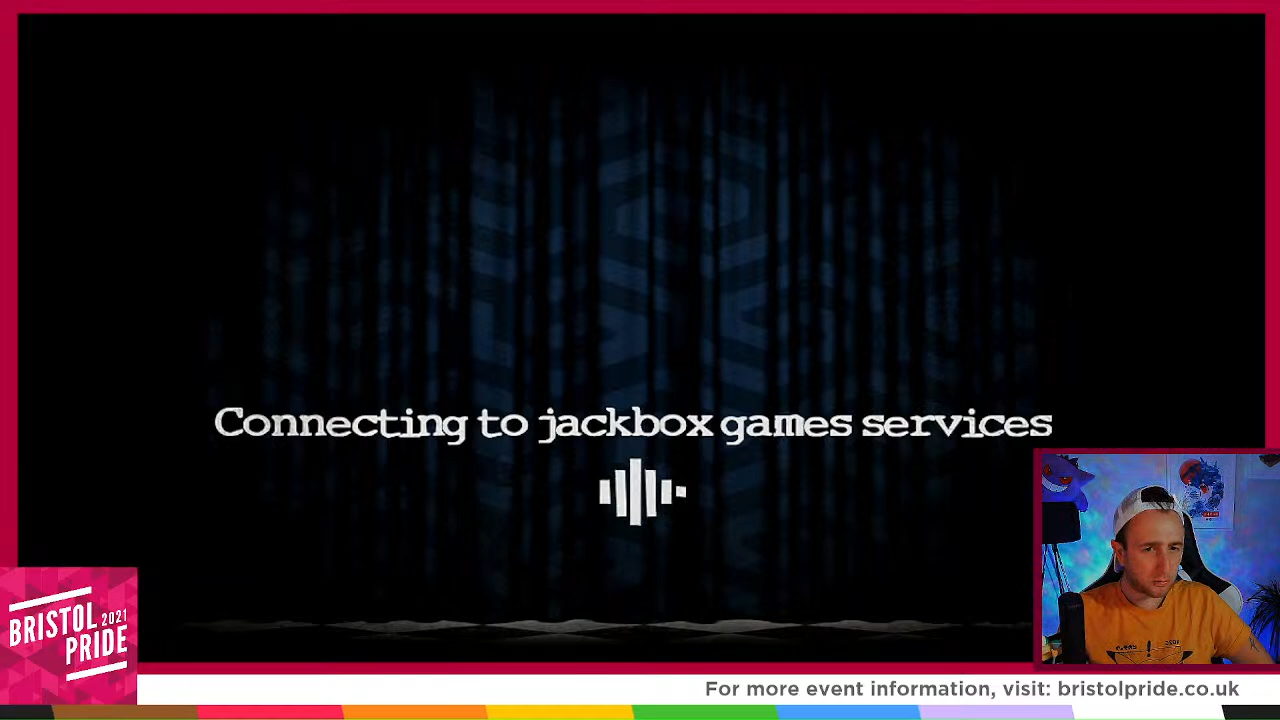 Connecting to jackbox games services
BRISTOL 2021
PRIDE
For more event information, visit: bristolpride.co.uk